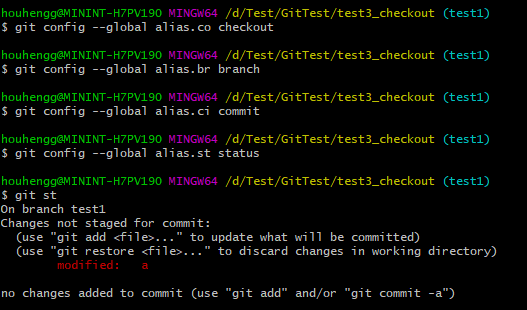 houhengg@MININT-H7PV19O MINGW64 /d/Test/GitTest/test3_checkout (test1)
$ git config --global alias.co checkout
houhengg@MININT-H7PV19O MINGW64 /d/Test/GitTest/test3_checkout (test1)
$ git config --global alias.br branch
houhengg@MININT-H7PV19O MINGW64 /d/Test/GitTest/test3_checkout (test1)
$ git config --global alias.ci commit
houhengg@MININT-H7PV19O MINGW64 /d/Test/GitTest/test3_checkout (test1)
$ git config --global alias.st status
houhengg@MININT-H7PV19O MINGW64 /d/Test/GitTest/test3_checkout (test1)
$ git st
On branch test1
Changes not staged for commit:
  (use "git add <file>..." to update what will be committed)
  (use "git restore <file>..." to discard changes in working directory)
        modified:   a
no changes added to commit (use "git add" and/or "git commit -a")